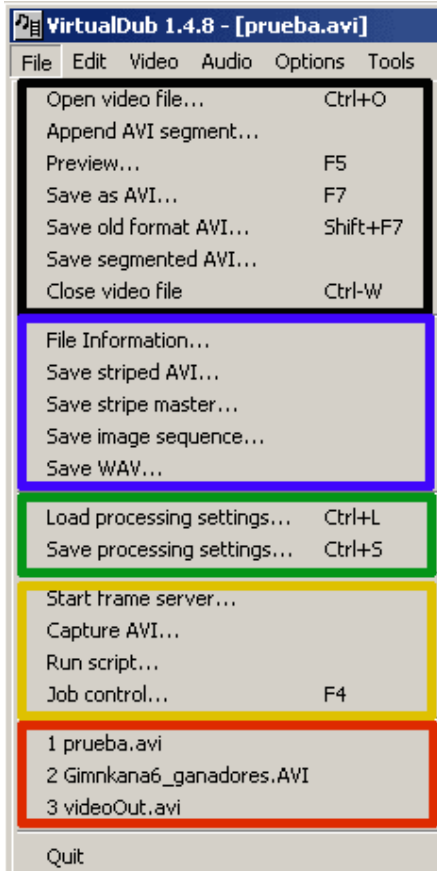 VirtualDub 1.4.8 - [prueba.avi]
File Edit Video Audio Options Tools
Open video file... Ctrl+O
Append AVI segment...
Preview... F5
Save as AVI... F7
Save old format AVI... Shift+F7
Save segmented AVI...
Close video file Ctrl-W
File Information...
Save striped AVI...
Save stripe master...
Save image sequence...
Save WAV...
Load processing settings... Ctrl+L
Save processing settings... Ctrl+S
Start frame server...
Capture AVI...
Run script...
Job control... F4
1 prueba.avi
2 Gimnkana6_ganadores.AVI
3 videoOut.avi
Quit